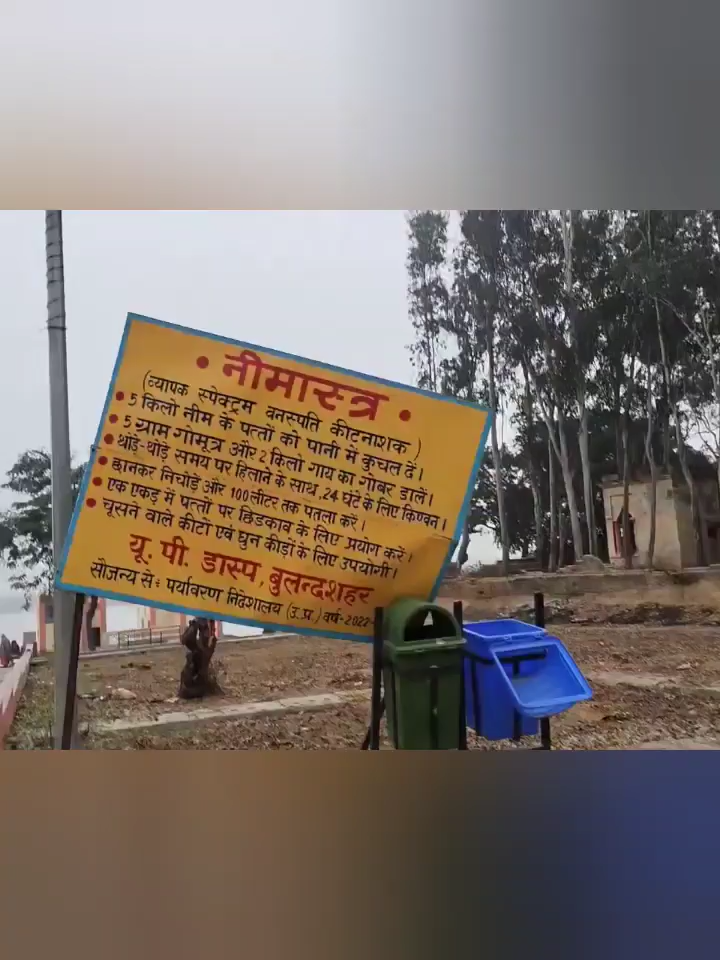 • नीमास्त्र •
(व्यापक स्पेक्ट्रम वनस्पति कीटनाशक)
• 5 किलो नीम के पत्तों को पानी में कुचल दें।
• 5 ग्राम गोमूत्र और 2 किलो गाय का गोबर डालें।
• थोड़े-थोड़े समय पर हिलाने के साथ, 24 घंटे के लिए किण्वन।
• छानकर निचोड़ें और 100 लीटर तक पतला करें।
• एक एकड़ में पत्तों पर छिड़काव के लिए प्रयोग करें।
• चूसने वाले कीटों एवं घुन कीड़ों के लिए उपयोगी।
यू. पी. डास्प, बुलन्दशहर
सौजन्य से: पर्यावरण निदेशालय (उ.प्र.) वर्ष-2022-